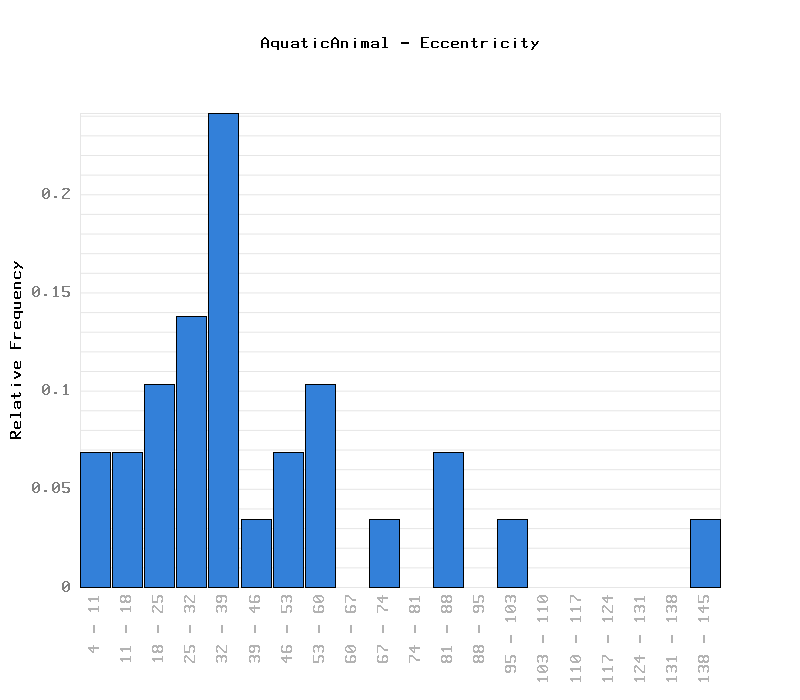 AquaticAnimal - Eccentricity
Relative Frequency
0.2
0.15
0.1
0.05
0
4 - 11
11 - 18
18 - 25
25 - 32
32 - 39
39 - 46
46 - 53
53 - 60
60 - 67
67 - 74
74 - 81
81 - 88
88 - 95
95 - 103
103 - 110
110 - 117
117 - 124
124 - 131
131 - 138
138 - 145